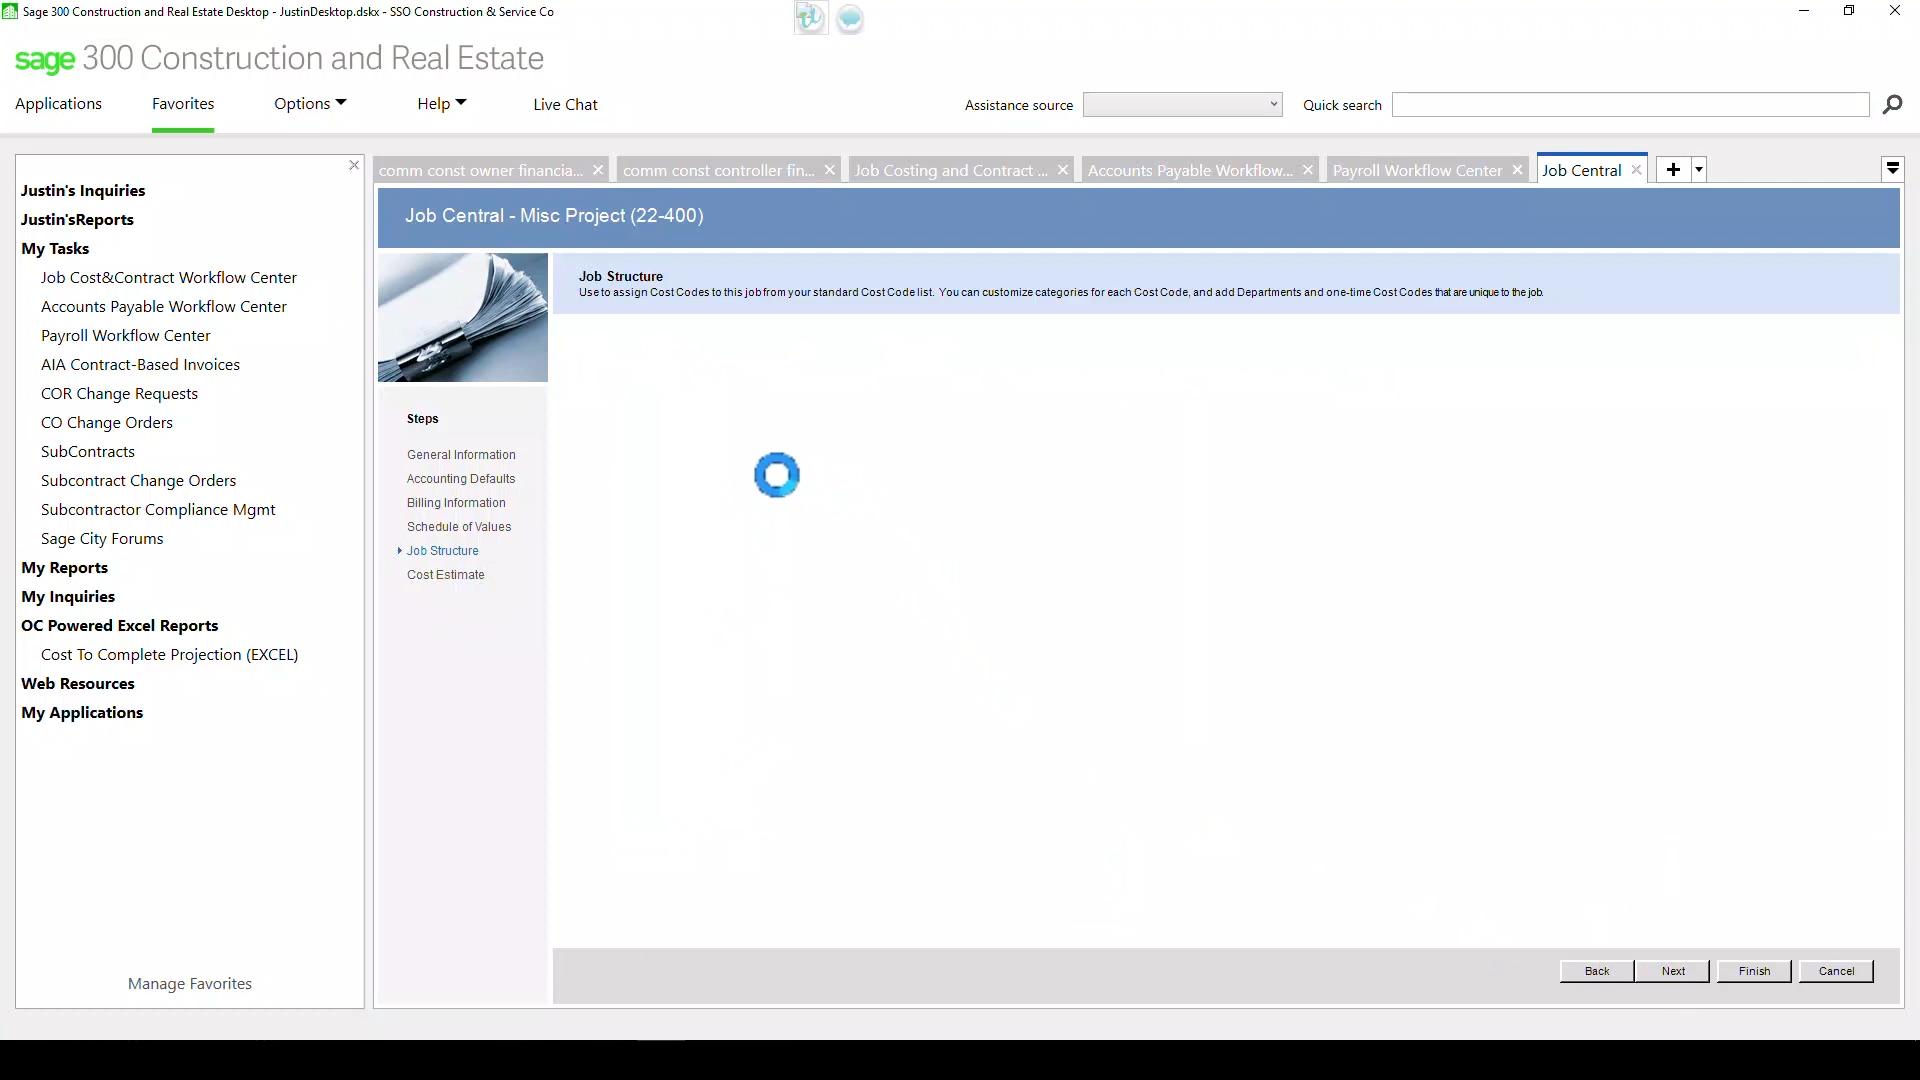 Sage 300 Construction and Real Estate Desktop - JustinDesktop.dskx - SSO Construction & Service Co
sage 300 Construction and Real Estate
Applications
Favorites
Options
Help
Live Chat
Assistance source
Quick search
comm const owner financia...
comm const controller fin...
Job Costing and Contract ...
Accounts Payable Workflow...
Payroll Workflow Center
Job Central
Justin's Inquiries
Justin'sReports
My Tasks
Job Cost&Contract Workflow Center
Accounts Payable Workflow Center
Payroll Workflow Center
AIA Contract-Based Invoices
COR Change Requests
CO Change Orders
SubContracts
Subcontract Change Orders
Subcontractor Compliance Mgmt
Sage City Forums
My Reports
My Inquiries
OC Powered Excel Reports
Cost To Complete Projection (EXCEL)
Web Resources
My Applications
Manage Favorites
Job Central - Misc Project (22-400)
Job Structure
Use to assign Cost Codes to this job from your standard Cost Code list. You can customize categories for each Cost Code, and add Departments and one-time Cost Codes that are unique to the job.
Steps
General Information
Accounting Defaults
Billing Information
Schedule of Values
Job Structure
Cost Estimate
Back
Next
Finish
Cancel